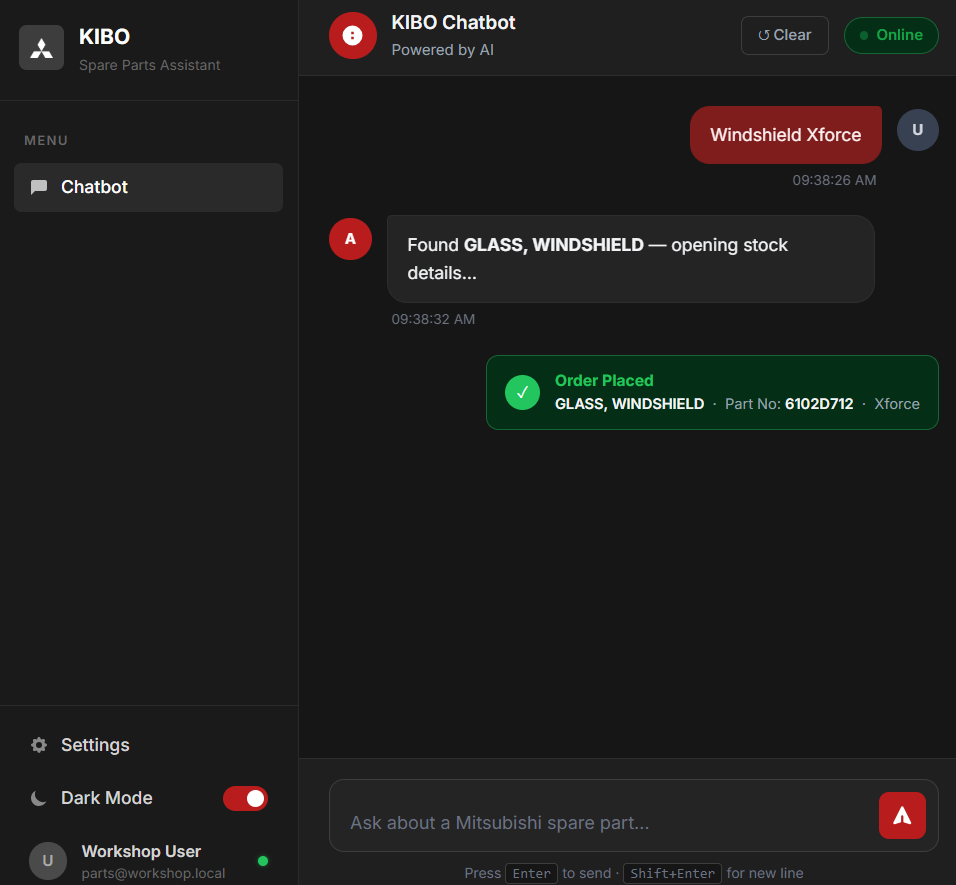 KIBO
Spare Parts Assistant
MENU
Chatbot
Settings
Dark Mode
U
Workshop User
parts@workshop.local
KIBO Chatbot
Powered by AI
↺ Clear
Online
Windshield Xforce
U
09:38:26 AM
A
Found GLASS, WINDSHIELD — opening stock
details...
09:38:32 AM
✓
Order Placed
GLASS, WINDSHIELD · Part No: 6102D712 · Xforce
Ask about a Mitsubishi spare part...
Press Enter to send · Shift+Enter for new line